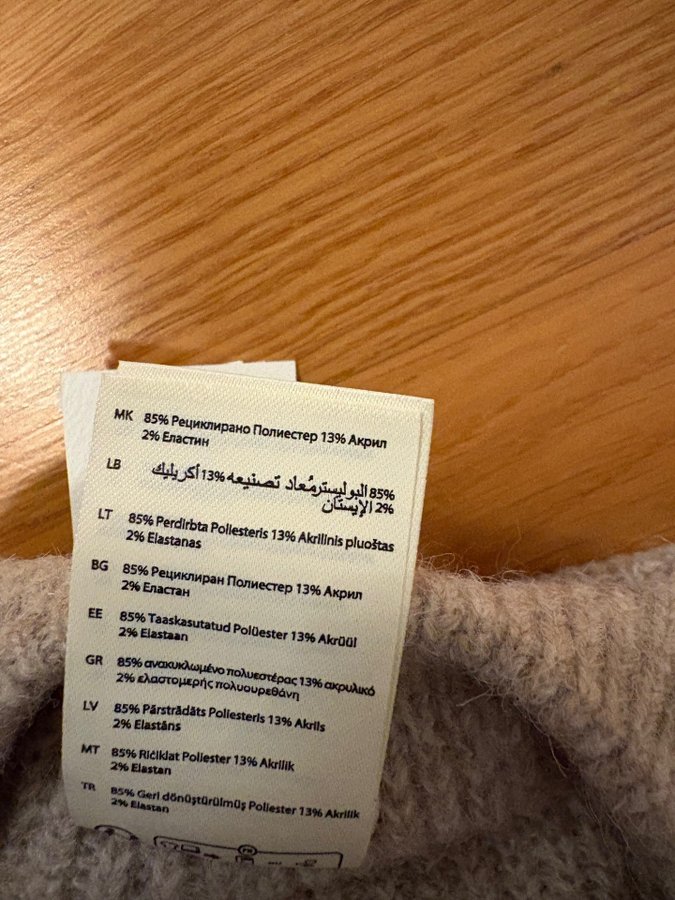 MK 85% Рециклирано Полиестер 13% Акрил
2% Еластин
LB 85% البوليسترمُعاد تصنيعه 13% أكريليك
2% الإيستان
LT 85% Perdirbta Poliesteris 13% Akrilinis pluoštas
2% Elastanas
BG 85% Рециклиран Полиестер 13% Акрил
2% Еластан
EE 85% Taaskasutatud Polüester 13% Akrüül
2% Elastaan
GR 85% ανακυκλωμένο πολυεστέρας 13% ακρυλικό
2% ελαστομερής πολυουρεθάνη
LV 85% Pārstrādāts Poliesteris 13% Akrils
2% Elastāns
MT 85% Riċiklat Poliester 13% Akrilik
2% Elastan
TR 85% Geri dönüştürülmüş Poliester 13% Akrilik
2% Elastan
FR